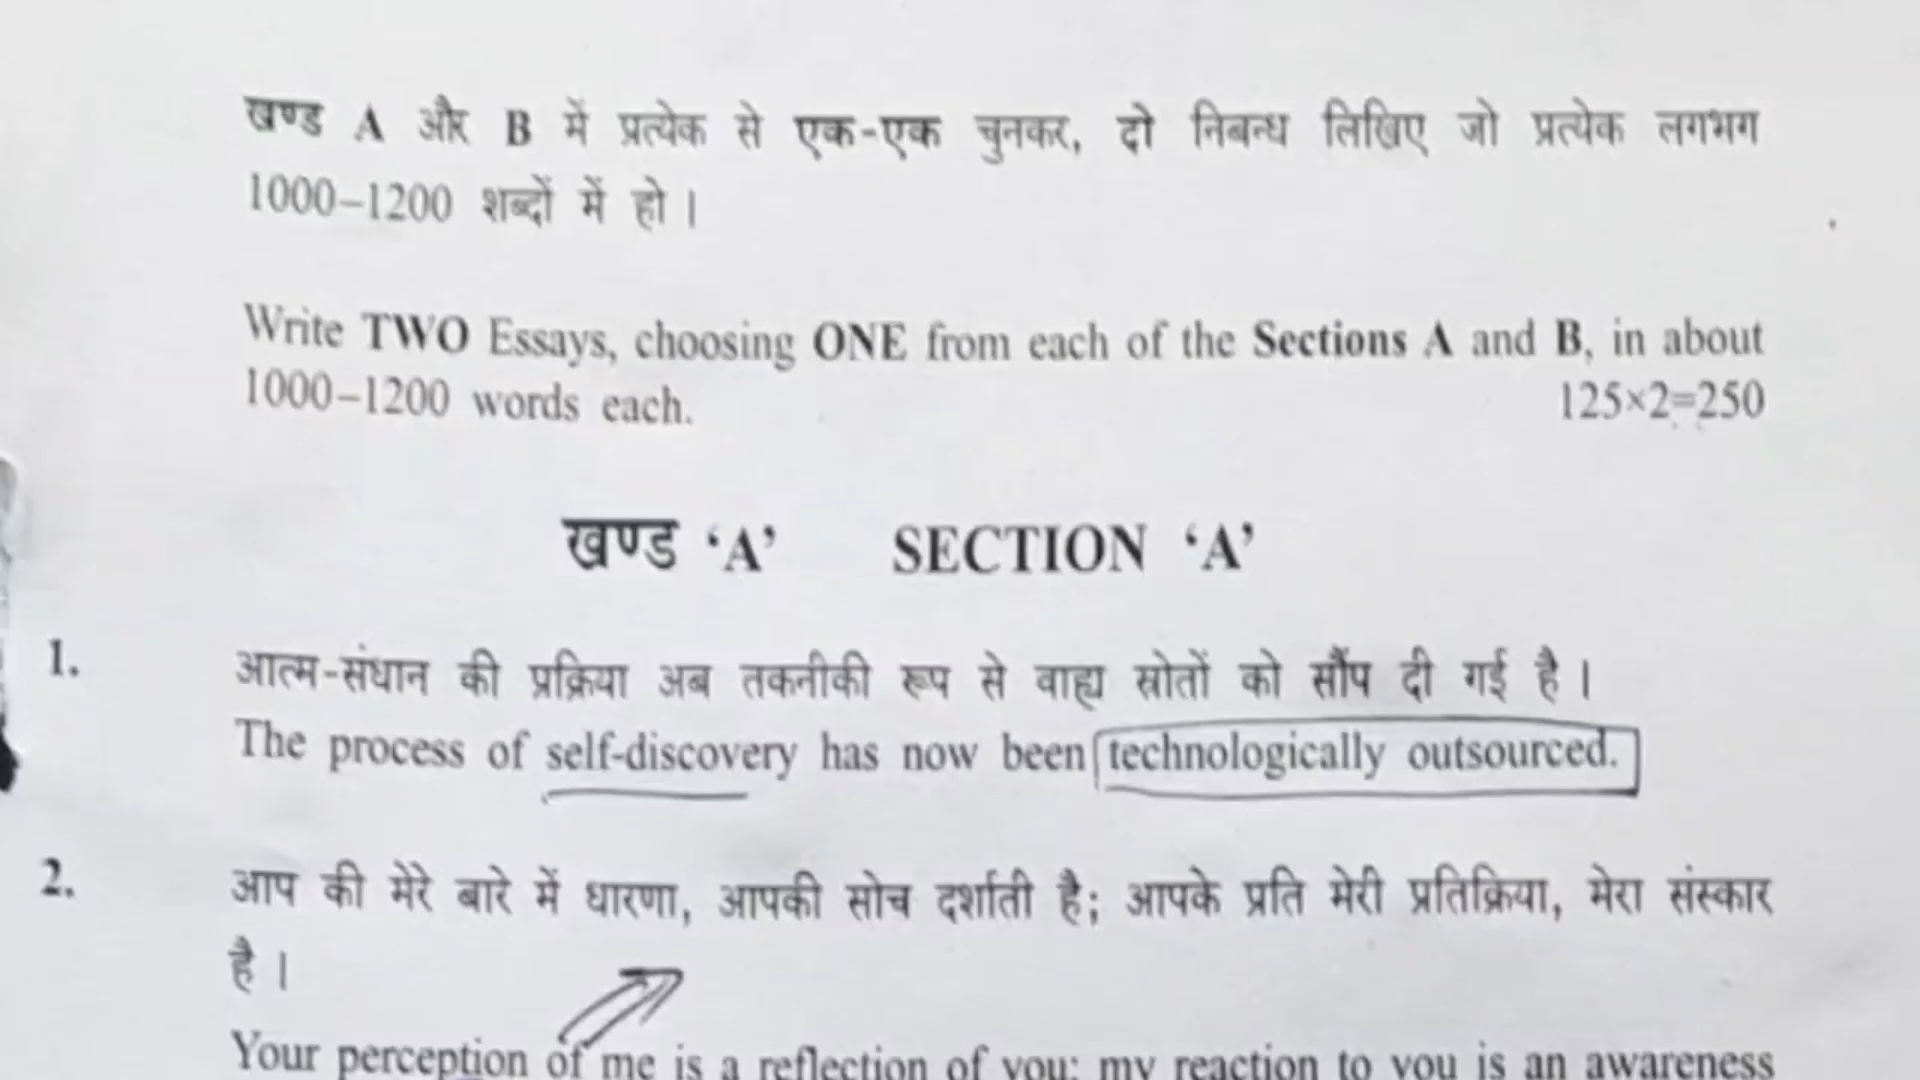 खण्ड A और B में प्रत्येक से एक-एक चुनकर, दो निबन्ध लिखिए जो प्रत्येक लगभग
1000–1200 शब्दों में हो ।
Write TWO Essays, choosing ONE from each of the Sections A and B, in about
1000–1200 words each. 125×2=250
खण्ड ‘A’ SECTION ‘A’
1. आत्म-संधान की प्रक्रिया अब तकनीकी रूप से वाह्य स्रोतों को सौंप दी गई है ।
The process of self-discovery has now been technologically outsourced.
2. आप की मेरे बारे में धारणा, आपकी सोच दर्शाती है; आपके प्रति मेरी प्रतिक्रिया, मेरा संस्कार
है ।
Your perception of me is a reflection of you; my reaction to you is an awareness